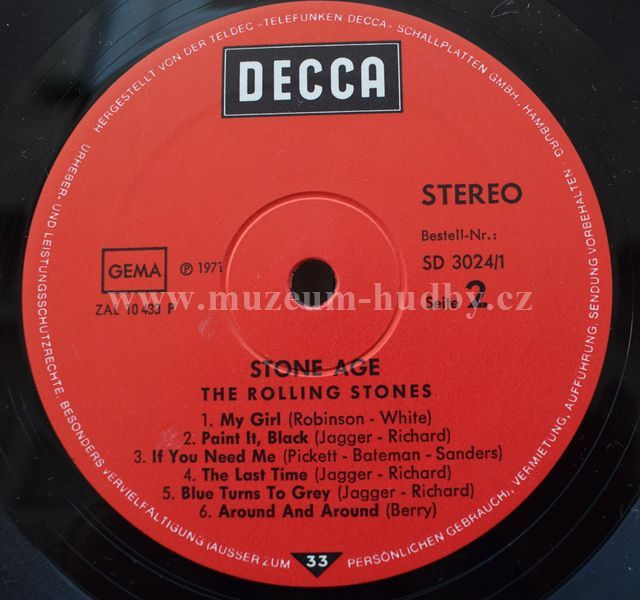 HERGESTELLT VON DER TELDEC »TELEFUNKEN DECCA« SCHALLPLATTEN GMBH, HAMBURG
URHEBER- UND LEISTUNGSSCHUTZRECHTE, BESONDERS VERVIELFÄLTIGUNG (AUSSER ZUM PERSÖNLICHEN GEBRAUCH), VERMIETUNG, AUFFÜHRUNG, SENDUNG VORBEHALTEN
DECCA
STEREO
Bestell-Nr.:
GEMA
Ⓟ 1971
SD 3024/1
ZAL 10 433 P
Seite 2
www.muzeum-hudby.cz
STONE AGE
THE ROLLING STONES
1. My Girl (Robinson - White)
2. Paint It, Black (Jagger - Richard)
3. If You Need Me (Pickett - Bateman - Sanders)
4. The Last Time (Jagger - Richard)
5. Blue Turns To Grey (Jagger - Richard)
6. Around And Around (Berry)
33